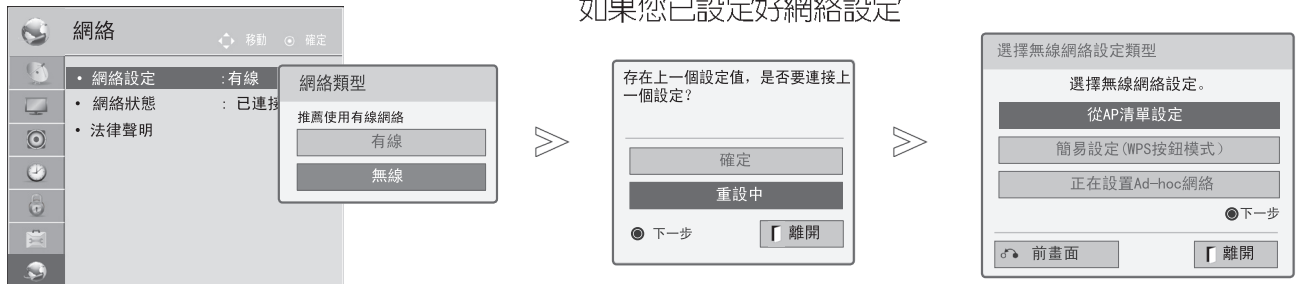 如果您已設定好網絡設定
網絡
移動 確定
• 網絡設定 :有線
• 網絡狀態 : 已連接
• 法律聲明
網絡類型
推薦使用有線網絡
有線
無線
存在上一個設定值，是否要連接上
一個設定？
確定
重設中
下一步 離開
選擇無線網絡設定類型
選擇無線網絡設定。
從AP清單設定
簡易設定(WPS按鈕模式)
正在設置Ad-hoc網絡
下一步
前畫面 離開